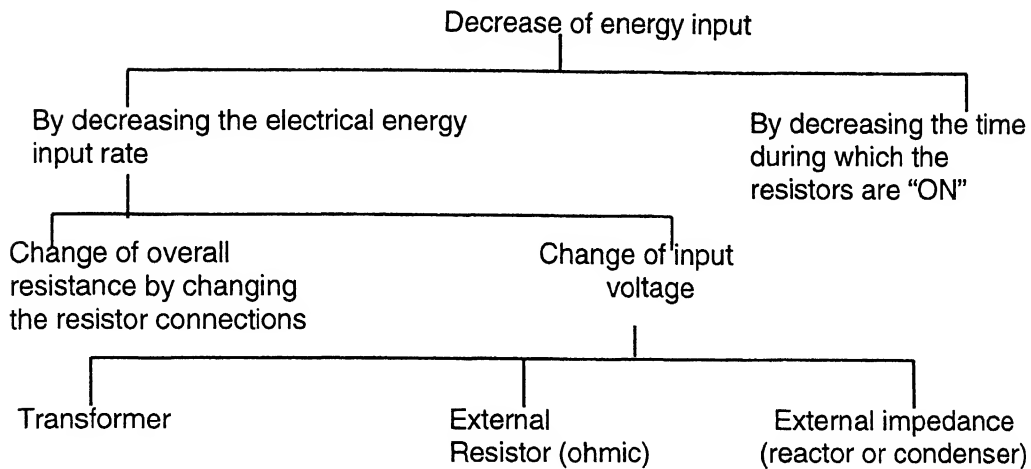 Decrease of energy input
By decreasing the electrical energy
input rate
By decreasing the time
during which the
resistors are “ON”
Change of overall
resistance by changing
the resistor connections
Change of input
voltage
Transformer
External
Resistor (ohmic)
External impedance
(reactor or condenser)